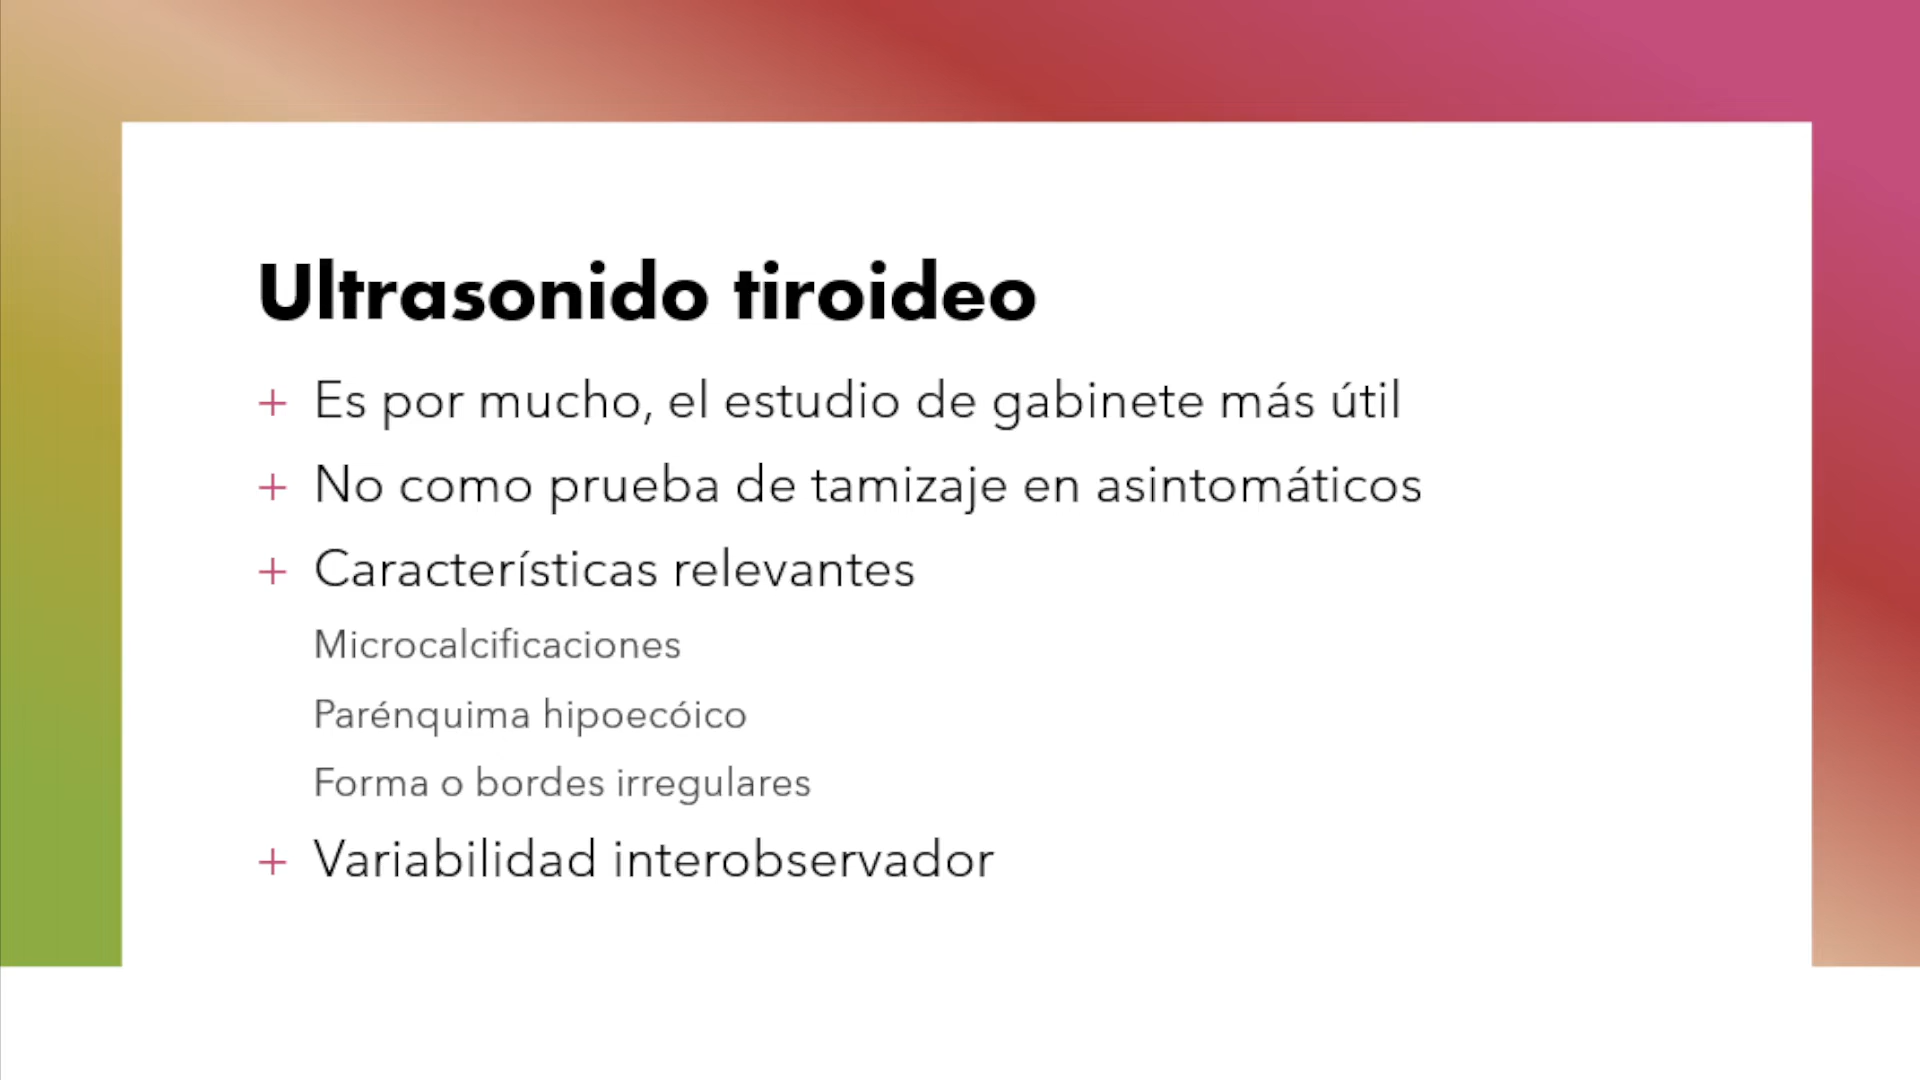 Ultrasonido tiroideo
+ Es por mucho, el estudio de gabinete más útil
+ No como prueba de tamizaje en asintomáticos
+ Características relevantes
Microcalcificaciones
Parénquima hipoecóico
Forma o bordes irregulares
+ Variabilidad interobservador